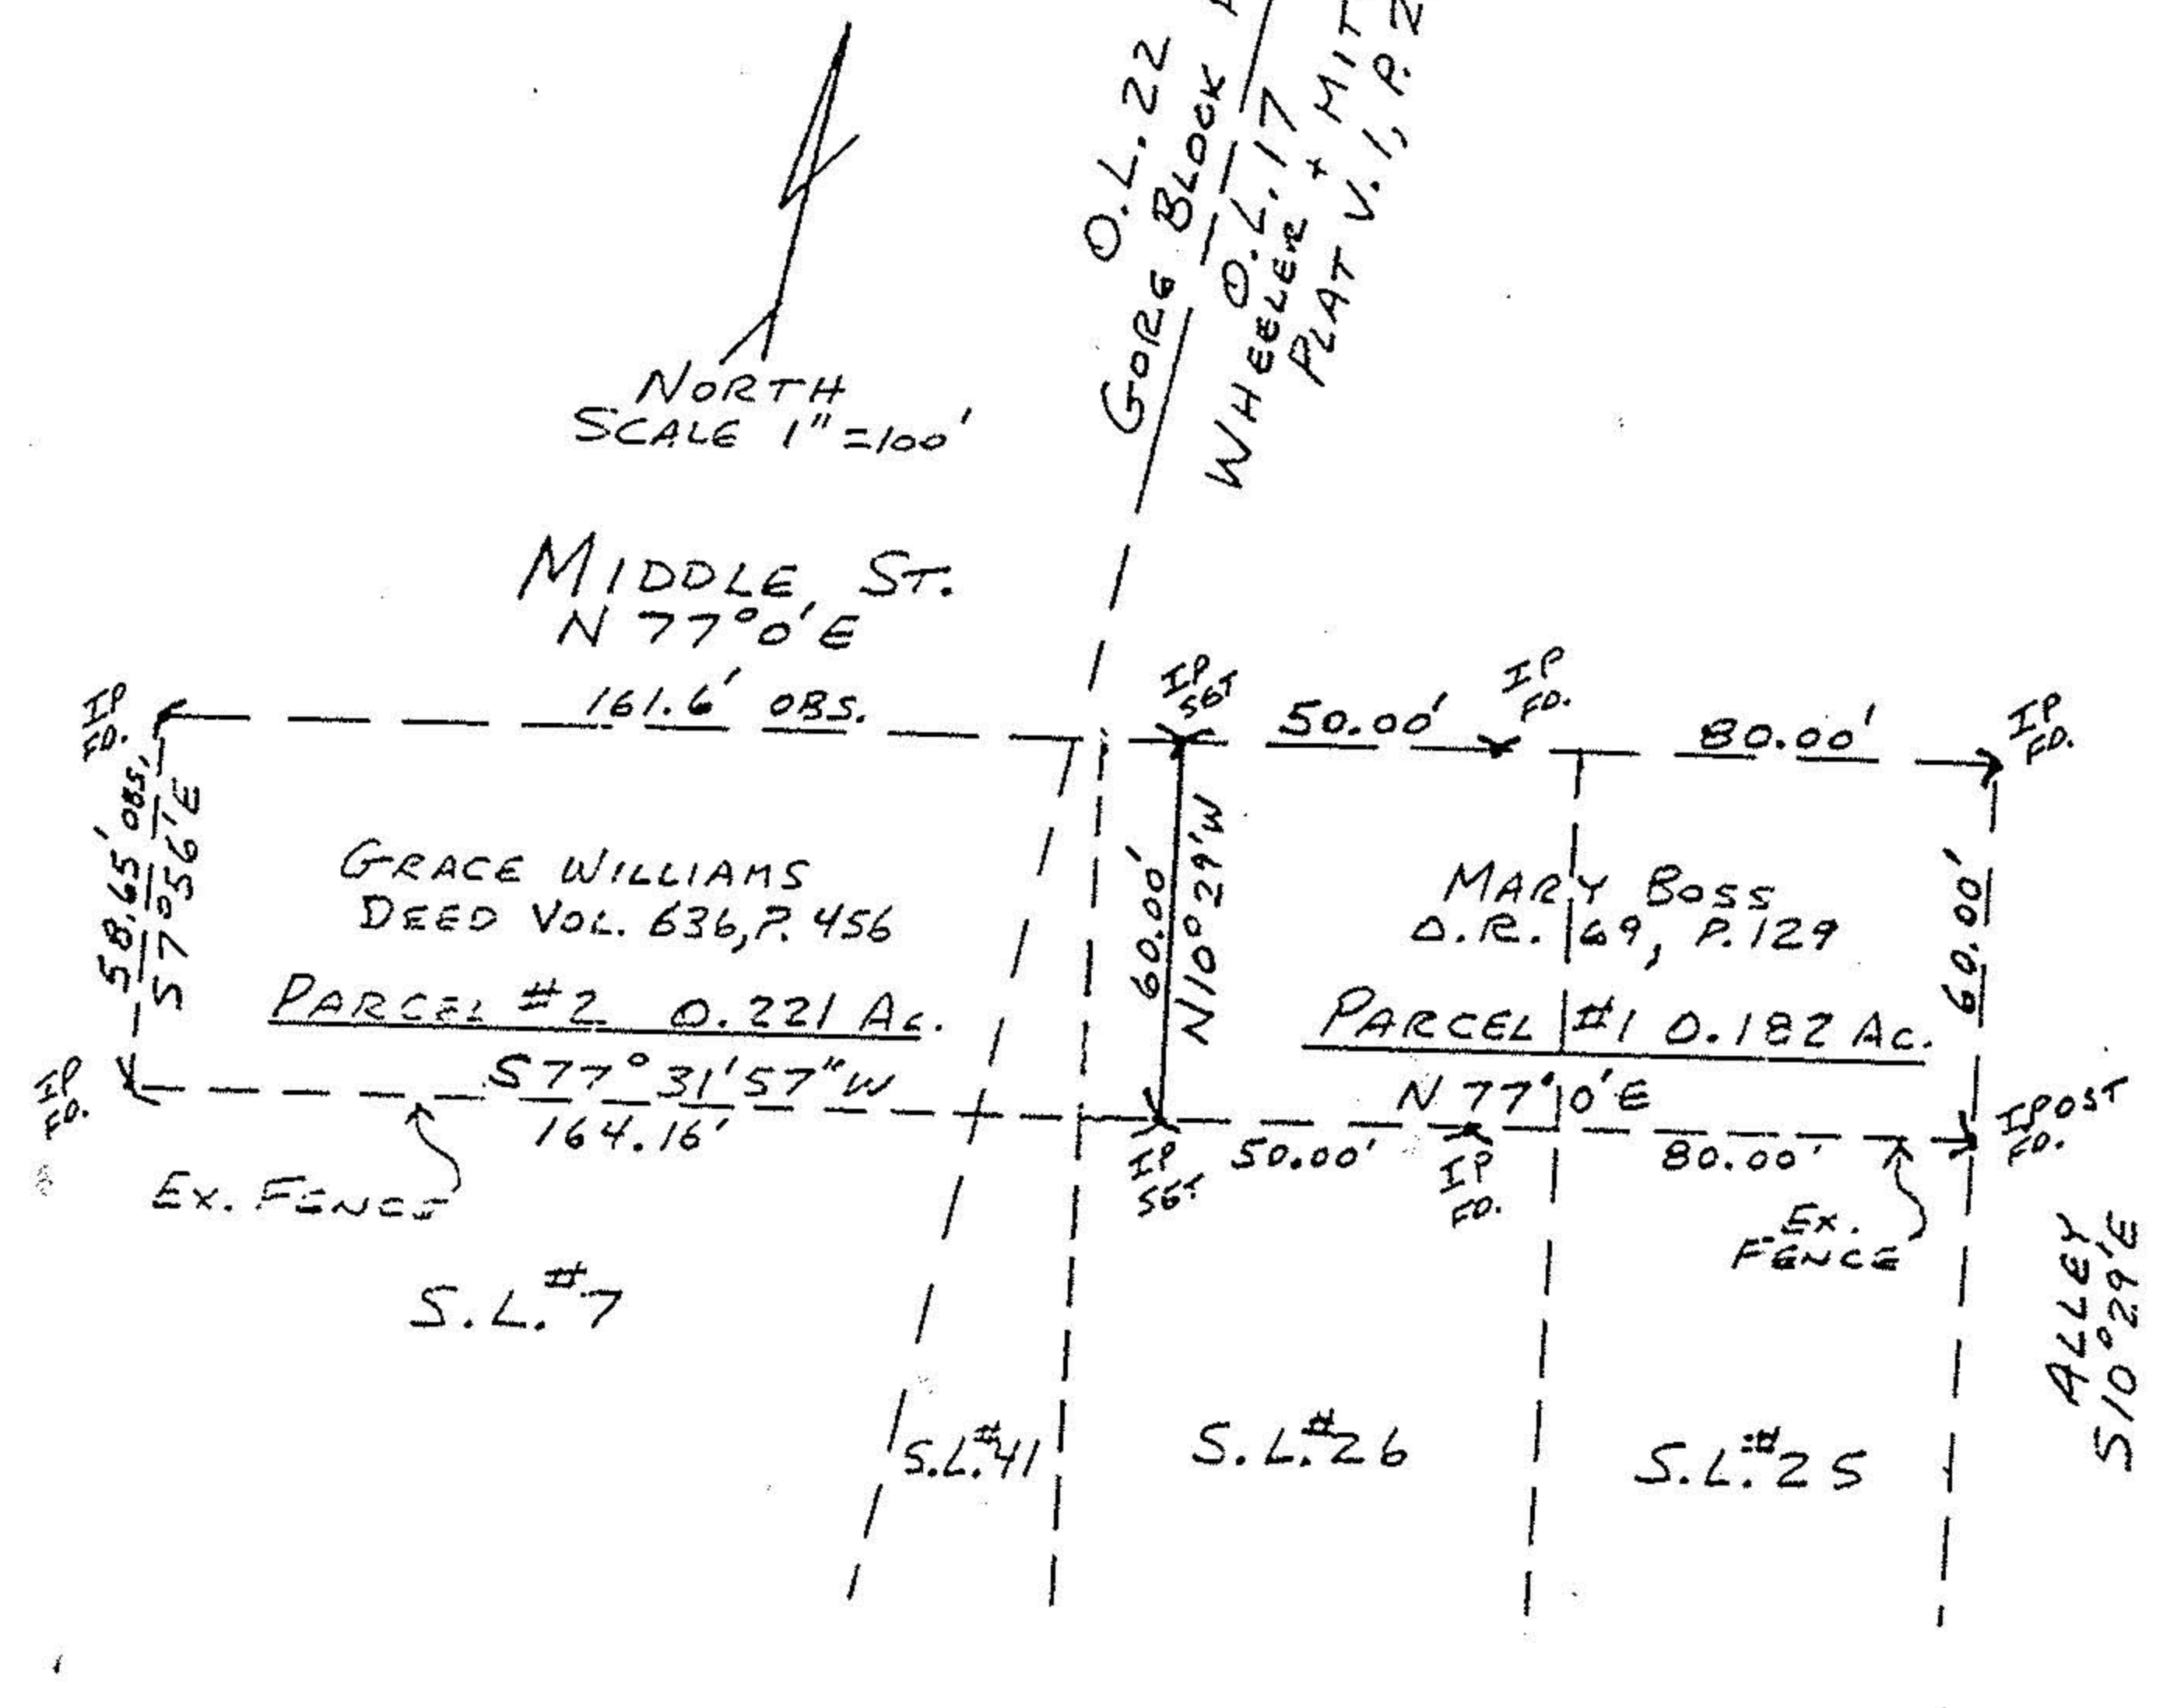 O.L. 22
GORE BLOCK
O.L. 17
WHEELER + MIT
PLAT V. 1, P. 2
NORTH
SCALE 1" = 100'
MIDDLE ST.
N 77° 0' E
IP
FD.
161.6' OBS.
IP
SET
50.00'
IP
FD.
80.00'
IP
FD.
58.65' OBS.
S 7° 56' E
GRACE WILLIAMS
DEED VOL. 636, P. 456
PARCEL #2 0.221 AC.
60.00'
N 10° 29' W
MARY BOSS
O.R. 169, P. 129
PARCEL #1 0.182 AC.
60.00'
IP
FD.
S 77° 31' 57" W
164.16'
N 77° 0' E
IP
SET
50.00'
IP
FD.
80.00'
IPOST
FD.
EX. FENCE
EX.
FENCE
ALLEY
S 10° 29' E
S.L. #7
S.L. #41
S.L. #26
S.L. #25